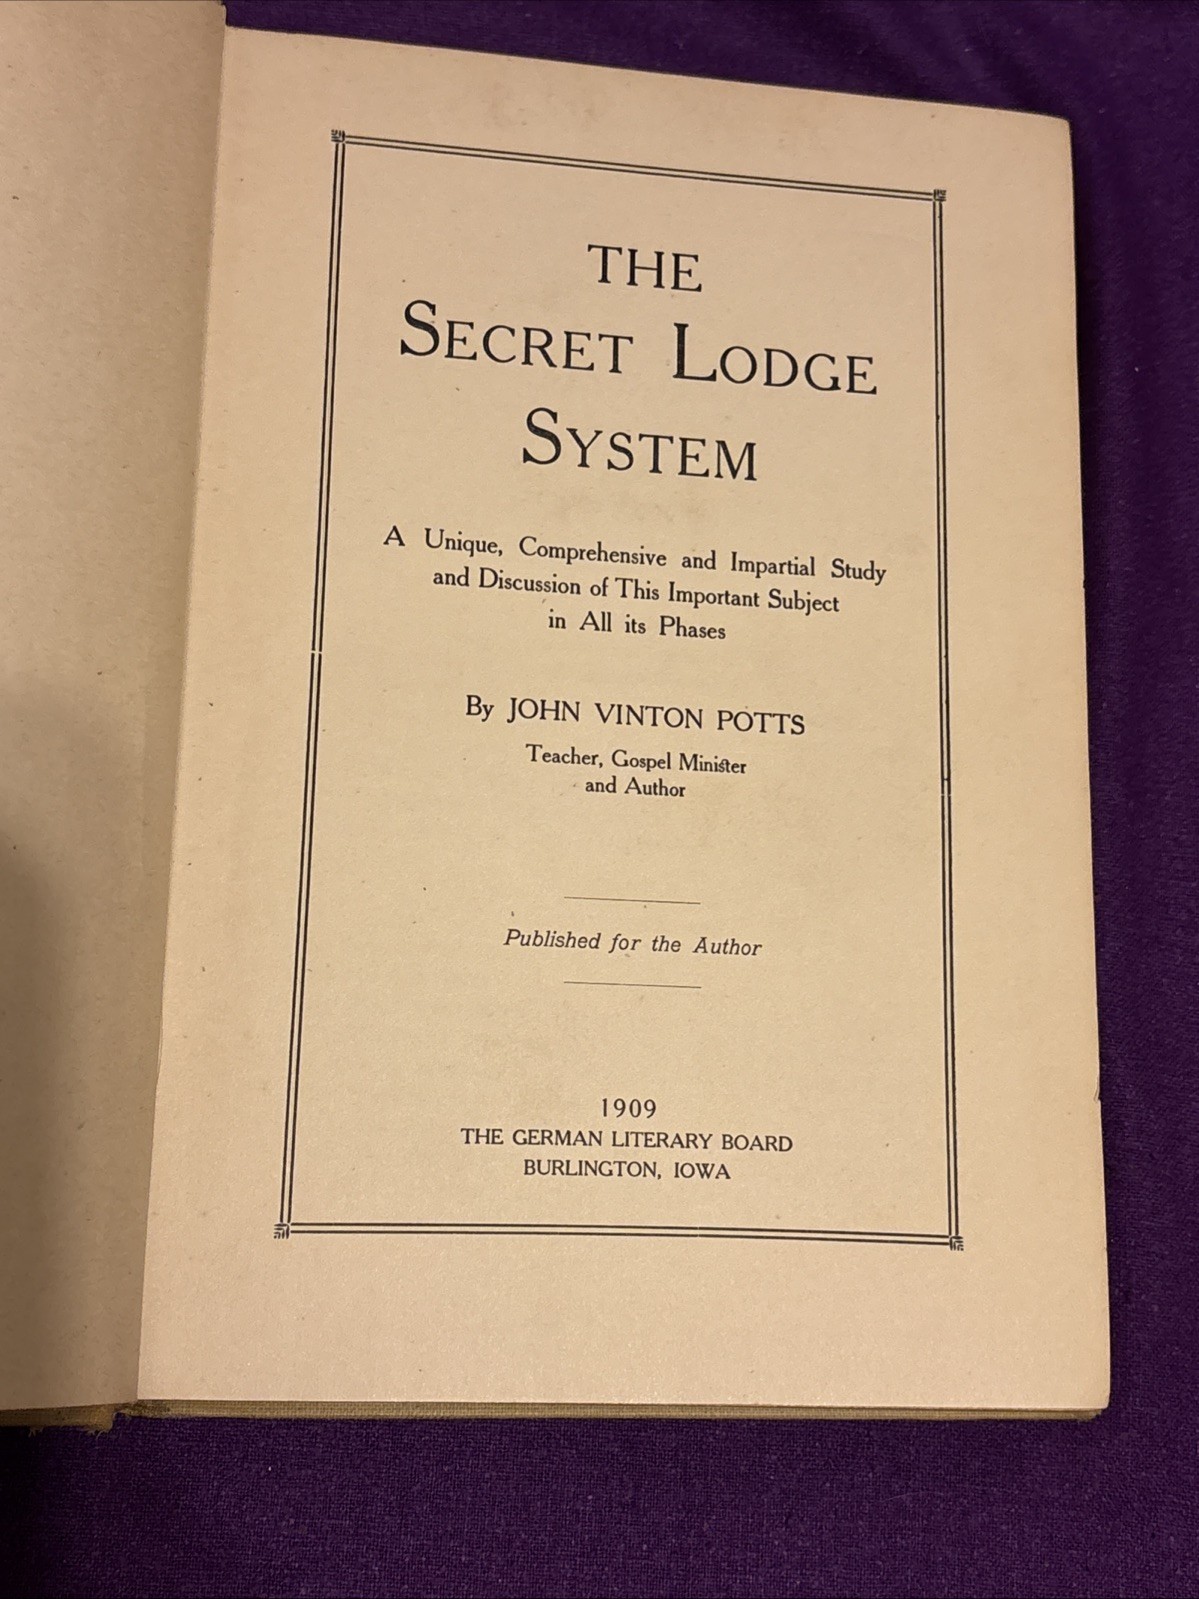 THE
SECRET LODGE
SYSTEM
A Unique, Comprehensive and Impartial Study
and Discussion of This Important Subject
in All its Phases
By JOHN VINTON POTTS
Teacher, Gospel Minister
and Author
Published for the Author
1909
THE GERMAN LITERARY BOARD
BURLINGTON, IOWA